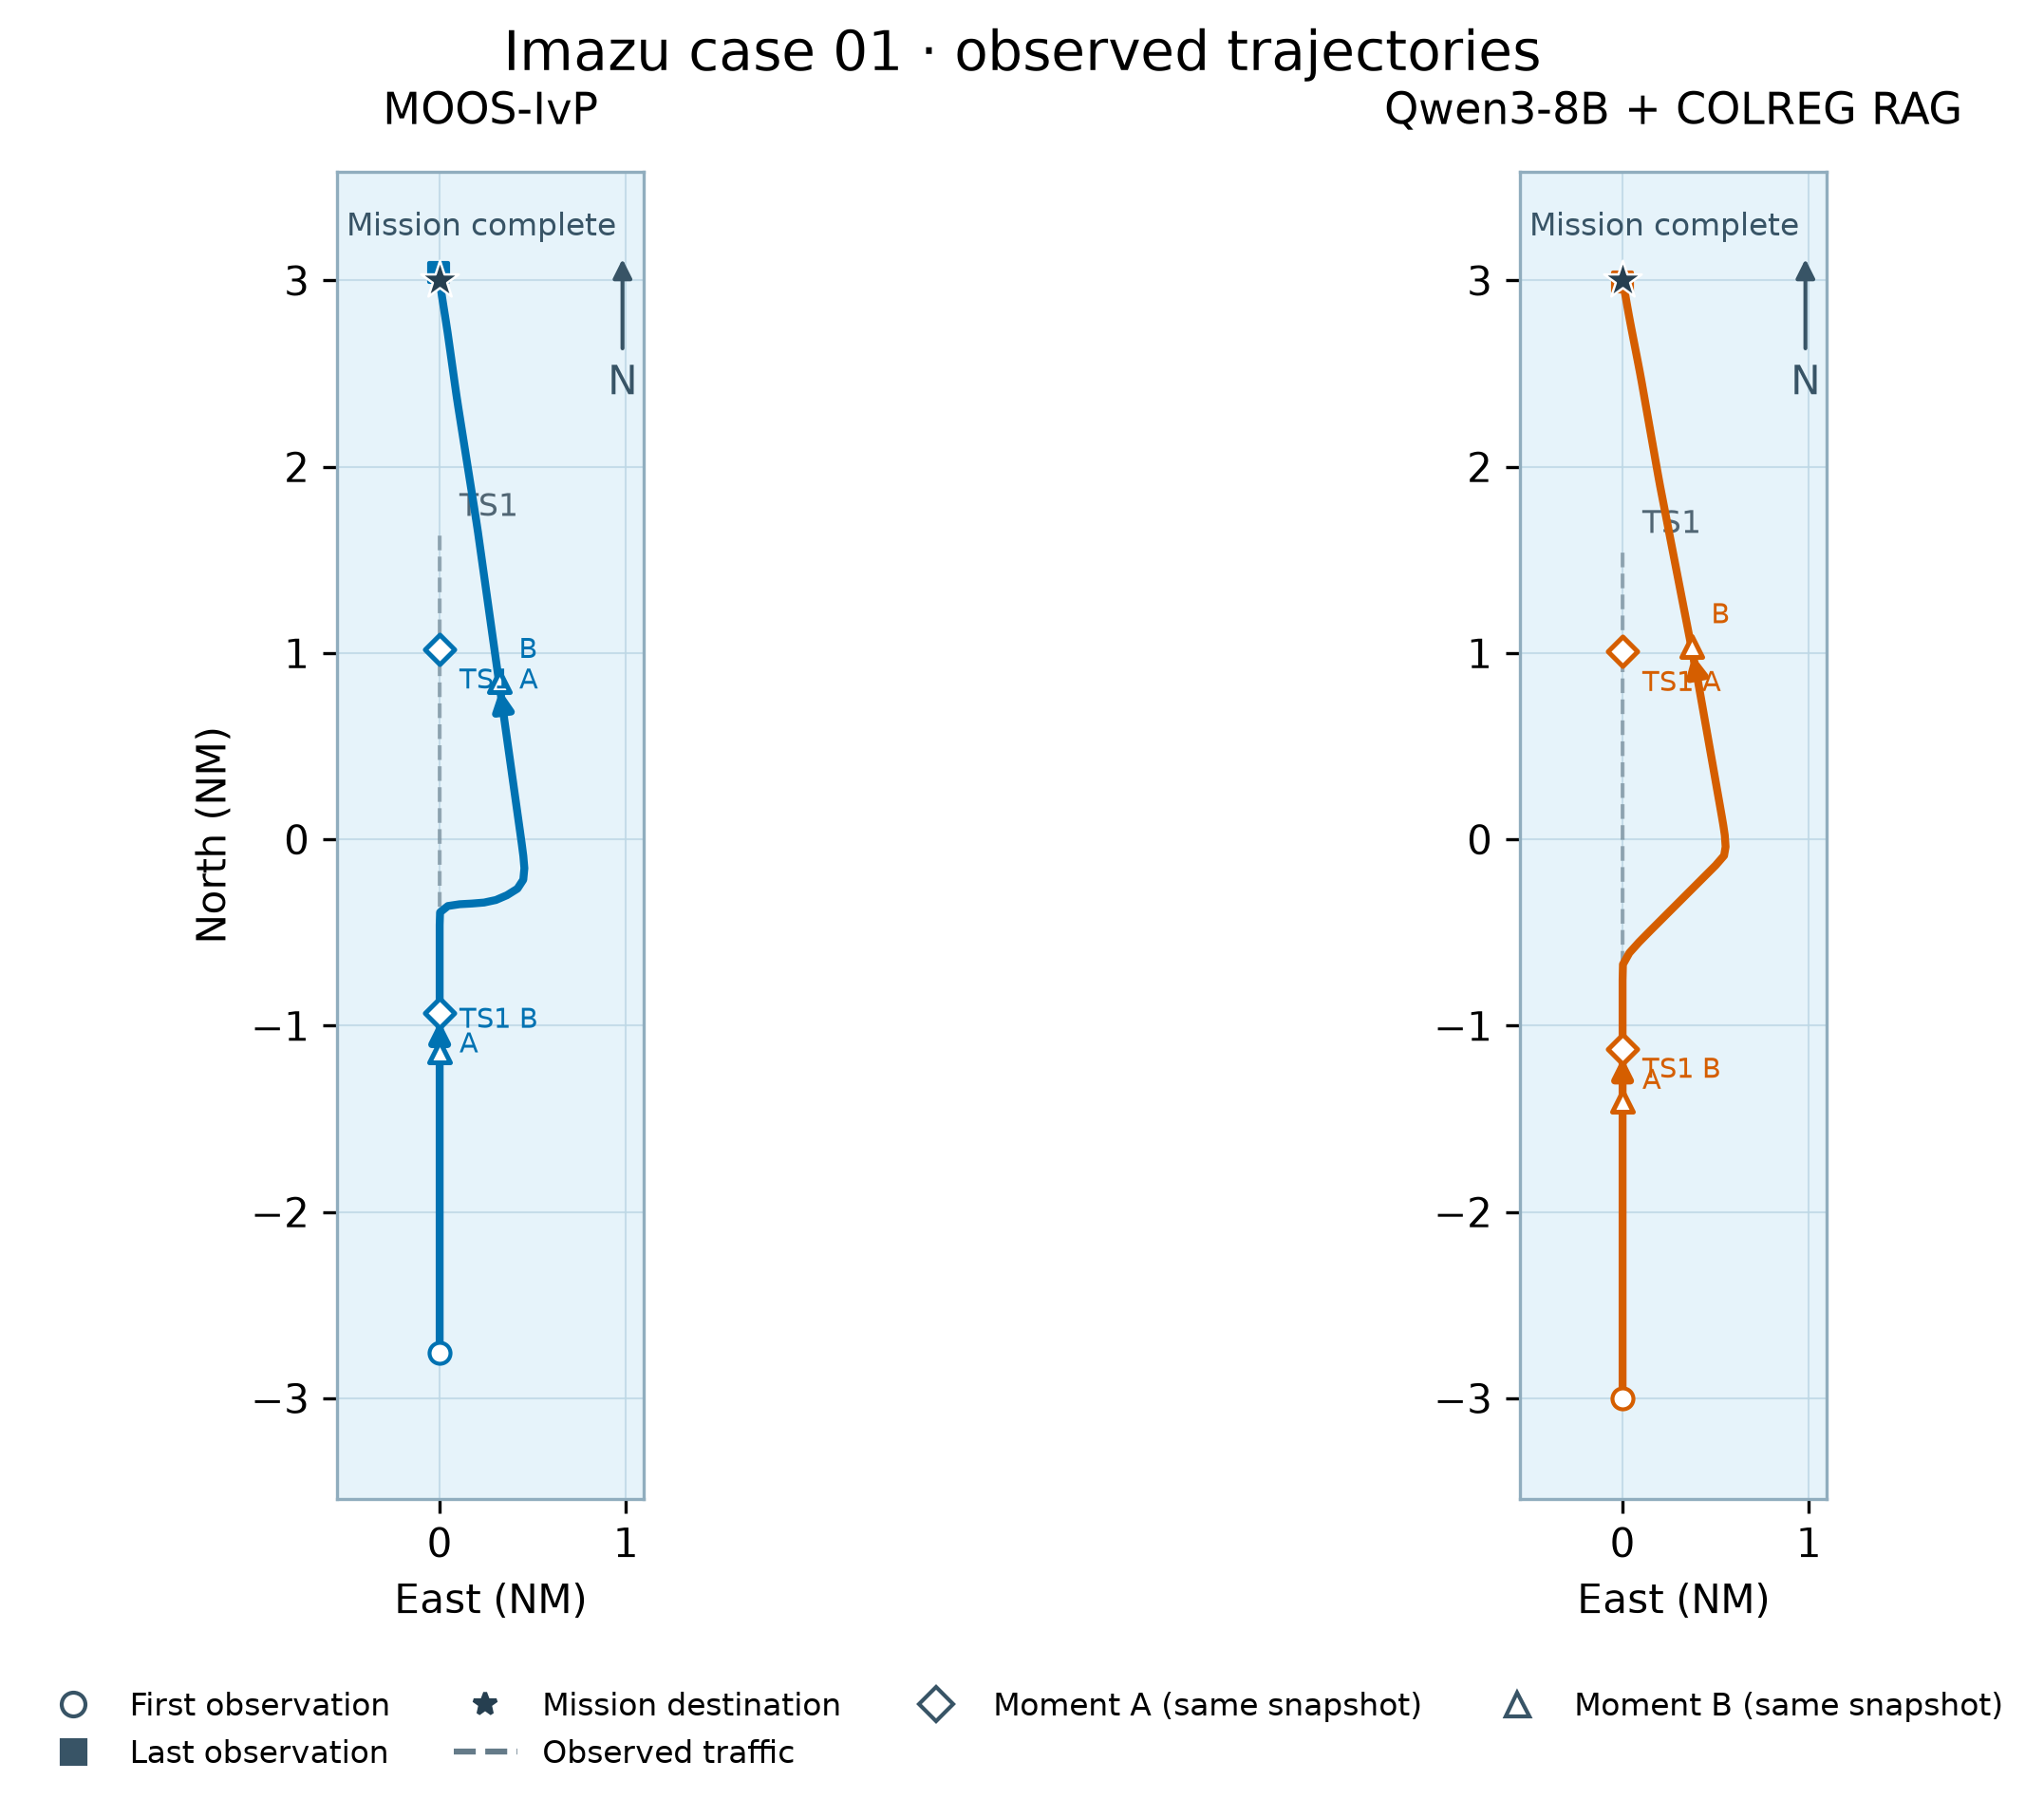 Imazu case 01 · observed trajectories
MOOS-IvP
Mission complete
3
2
1
0
−1
−2
−3
North (NM)
N
TS1
B
TS1 A
TS1 B
A
0 1
East (NM)
Qwen3-8B + COLREG RAG
Mission complete
3
2
1
0
−1
−2
−3
N
TS1
B
TS1 A
TS1 B
A
0 1
East (NM)
First observation
Last observation
Mission destination
Observed traffic
Moment A (same snapshot)
Moment B (same snapshot)